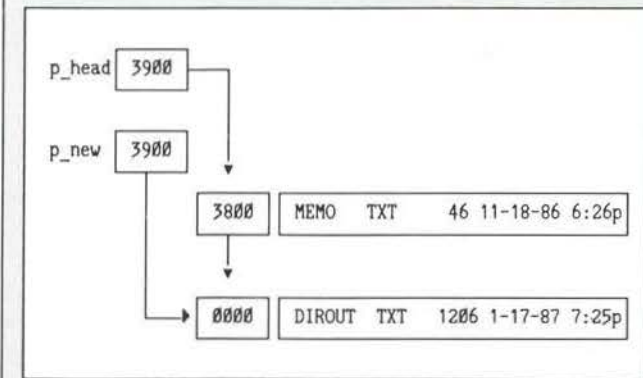 p_head 3900
p_new 3900
3800 MEMO TXT 46 11-18-86 6:26p
0000 DIROUT TXT 1206 1-17-87 7:25p